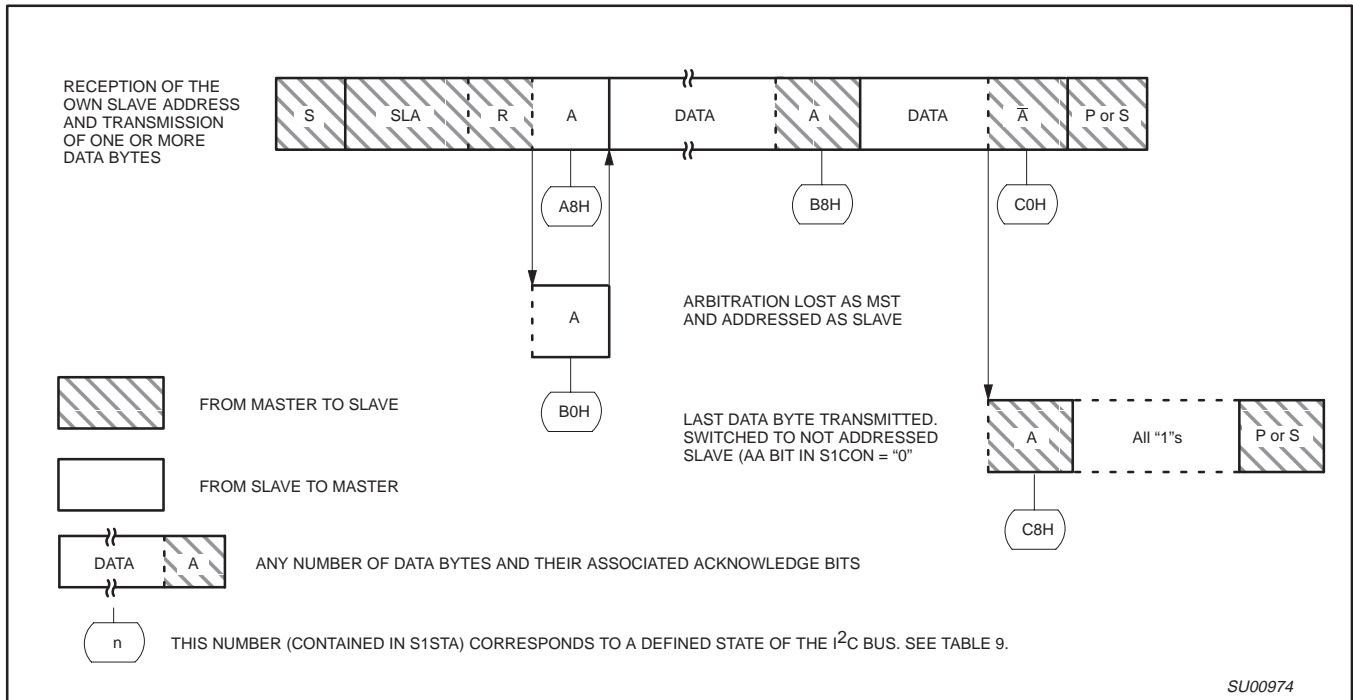 RECEPTION OF THE
OWN SLAVE ADDRESS
AND TRANSMISSION
OF ONE OR MORE
DATA BYTES
S SLA R A DATA A DATA A̅ P or S
A8H B8H C0H
A
ARBITRATION LOST AS MST
AND ADDRESSED AS SLAVE
B0H
FROM MASTER TO SLAVE
LAST DATA BYTE TRANSMITTED.
SWITCHED TO NOT ADDRESSED
SLAVE (AA BIT IN S1CON = “0”
A All “1”s P or S
C8H
FROM SLAVE TO MASTER
DATA A ANY NUMBER OF DATA BYTES AND THEIR ASSOCIATED ACKNOWLEDGE BITS
n THIS NUMBER (CONTAINED IN S1STA) CORRESPONDS TO A DEFINED STATE OF THE I²C BUS. SEE TABLE 9.
SU00974